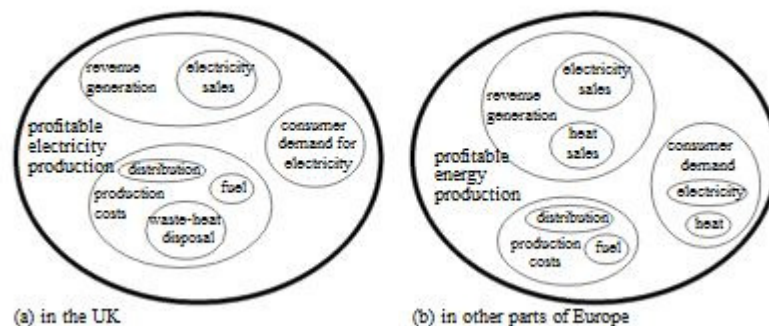 revenue
generation
electricity
sales
profitable
electricity
production
consumer
demand for
electricity
distribution
production
costs
fuel
waste-heat
disposal
(a) in the UK
electricity
sales
revenue
generation
heat
sales
profitable
energy
production
consumer
demand
electricity
heat
distribution
production
costs
fuel
(b) in other parts of Europe